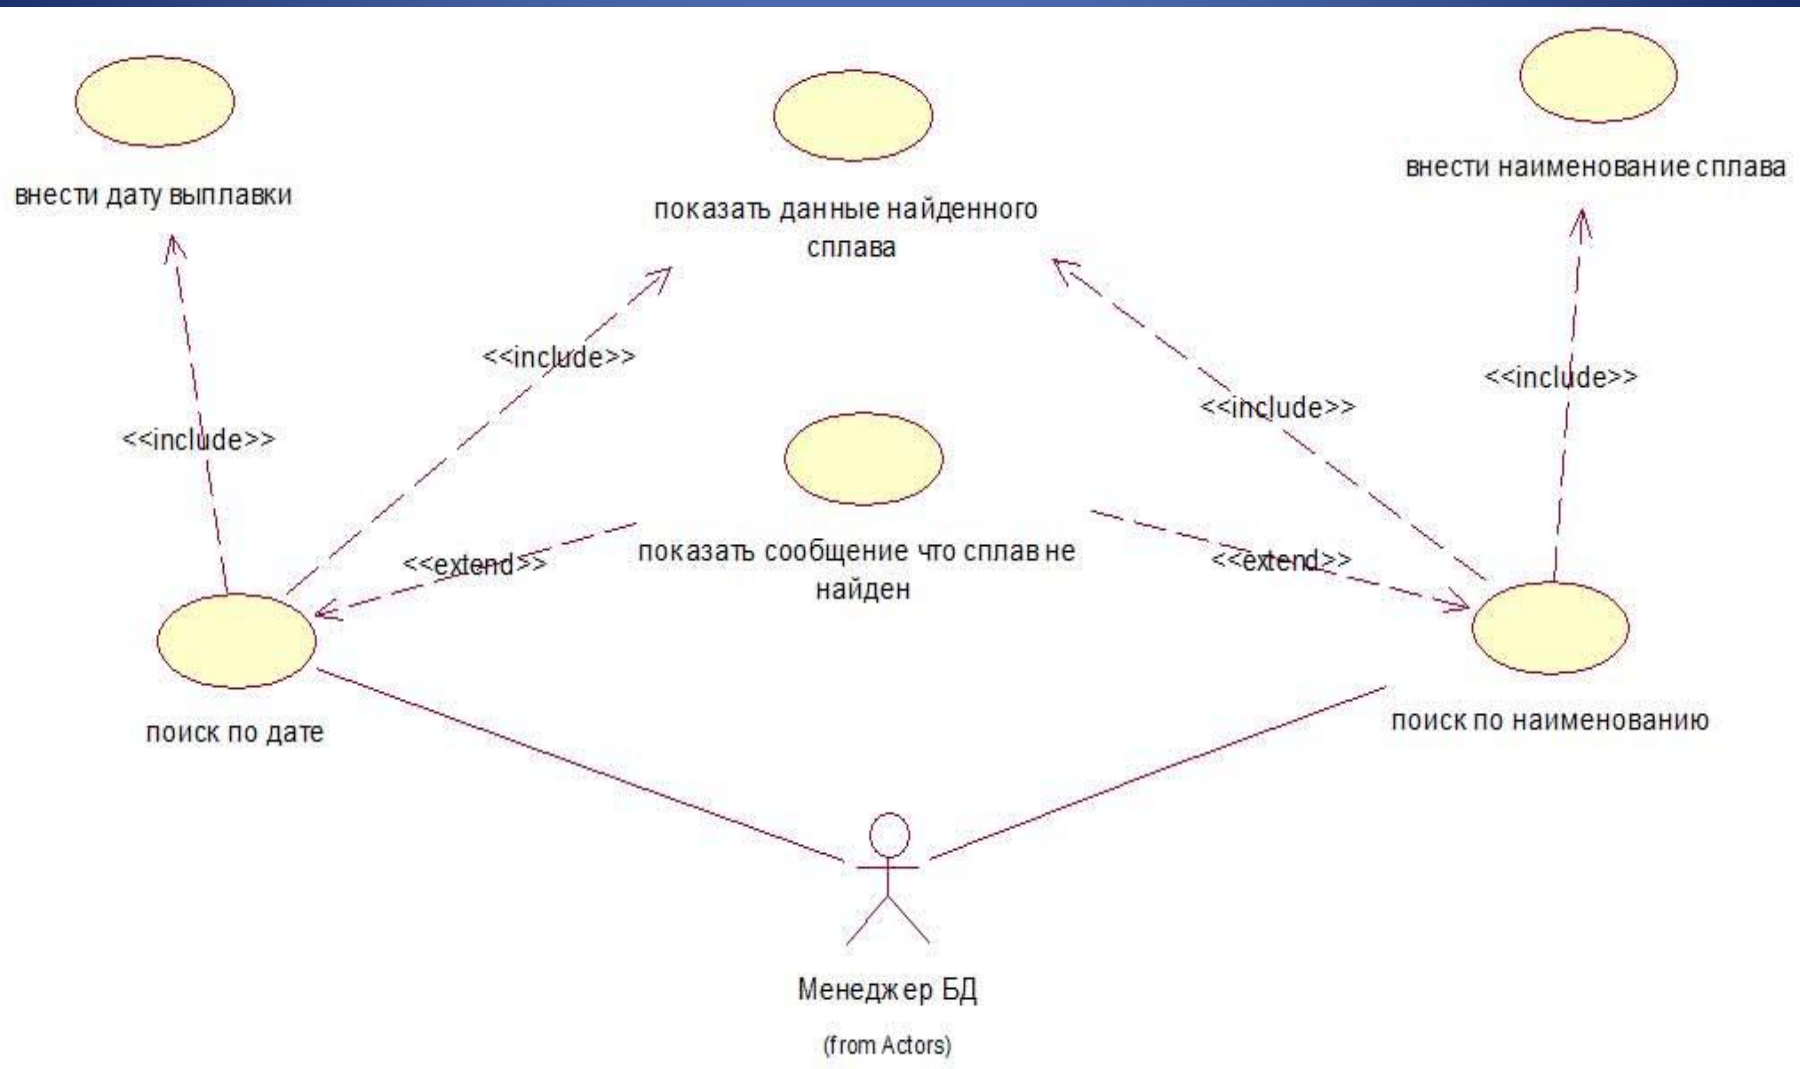 внести дату выплавки
показать данные найденного
сплава
внести наименование сплава
<<include>>
<<include>>
<<include>>
<<include>>
<<extend>>
показать сообщение что сплав не
найден
<<extend>>
поиск по дате
поиск по наименованию
Менеджер БД
(from Actors)